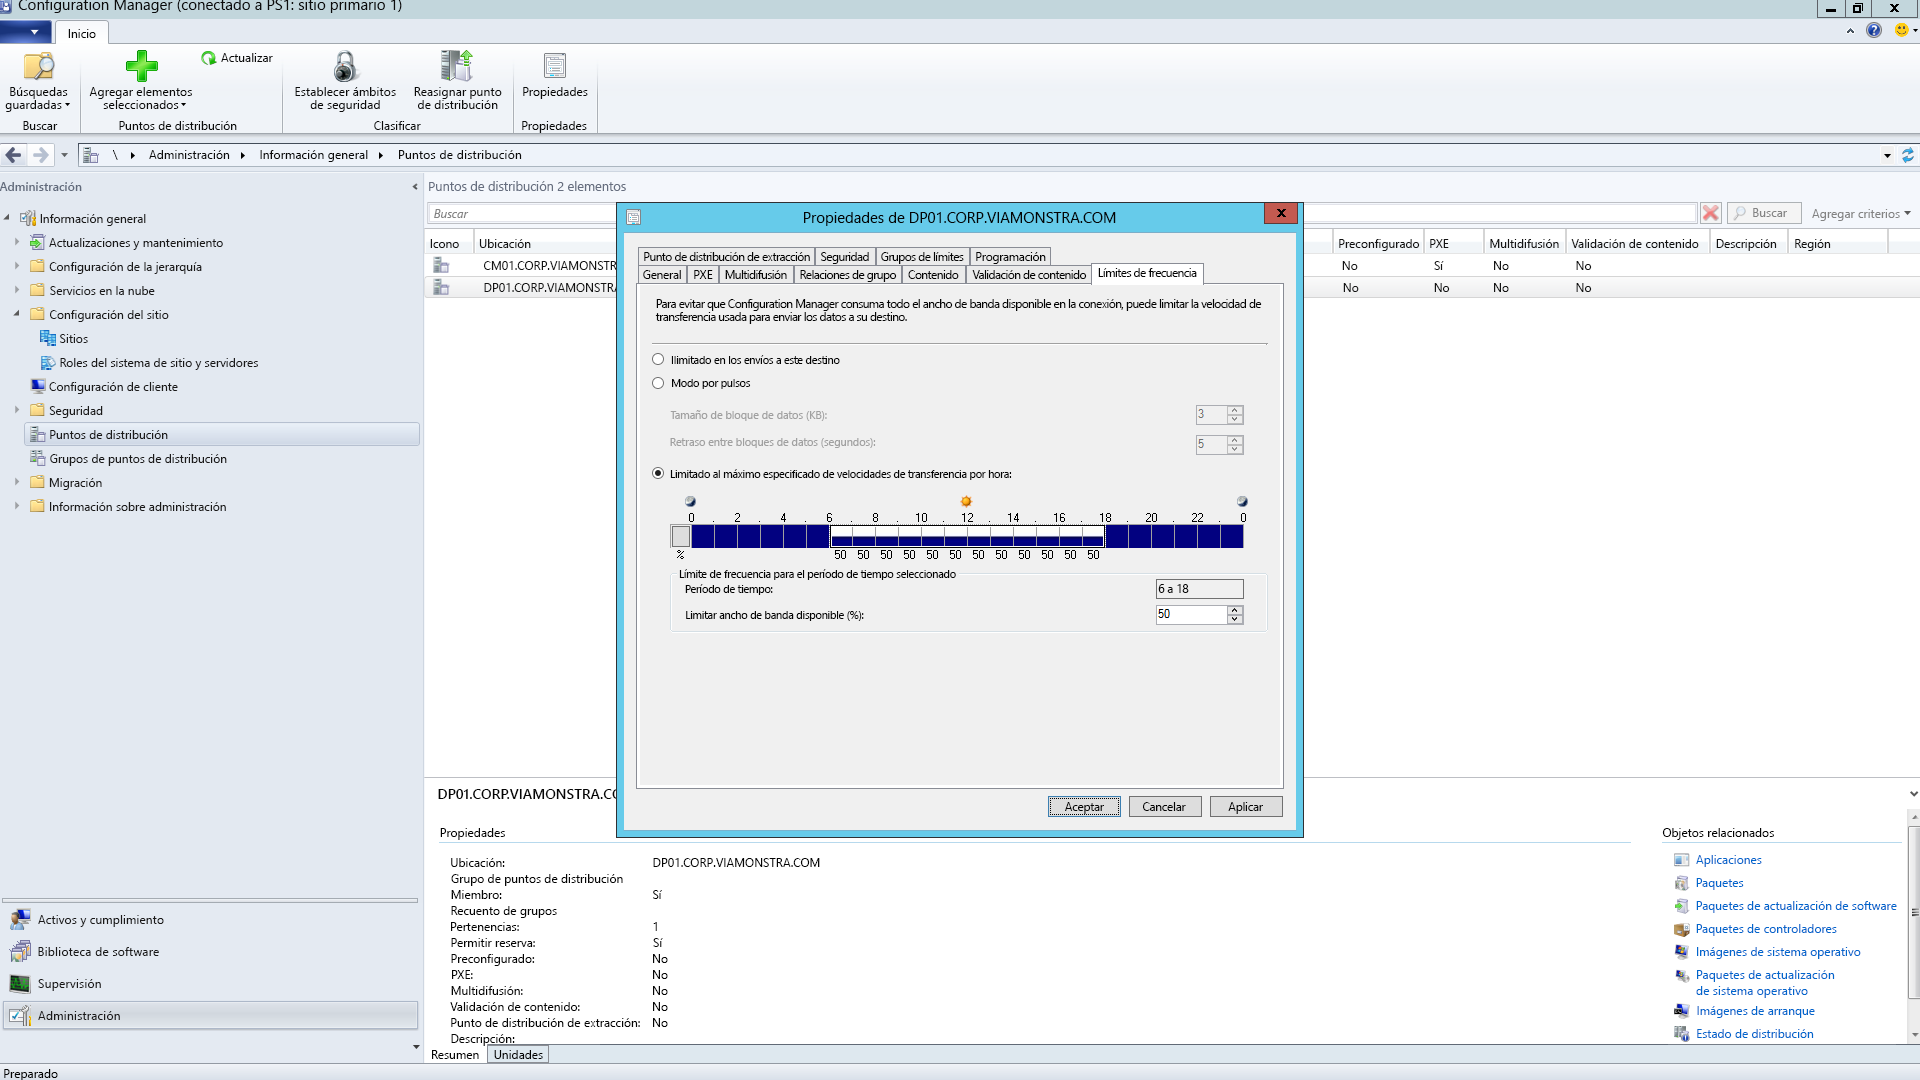 Configuration Manager (conectado a PS1: sitio primario 1)
Inicio
Búsquedas
guardadas
Agregar elementos
seleccionados
Actualizar
Establecer ámbitos
de seguridad
Reasignar punto
de distribución
Propiedades
Buscar
Puntos de distribución
Clasificar
Propiedades
\ Administración Información general Puntos de distribución
Administración
Información general
Actualizaciones y mantenimiento
Configuración de la jerarquía
Servicios en la nube
Configuración del sitio
Sitios
Roles del sistema de sitio y servidores
Configuración de cliente
Seguridad
Puntos de distribución
Grupos de puntos de distribución
Migración
Información sobre administración
Activos y cumplimiento
Biblioteca de software
Supervisión
Administración
Preparado
Puntos de distribución 2 elementos
Buscar
Buscar
Agregar criterios
Icono Ubicación Preconfigurado PXE Multidifusión Validación de contenido Descripción Región
CM01.CORP.VIAMONSTR No Sí No No
DP01.CORP.VIAMONSTRA No No No No
Propiedades de DP01.CORP.VIAMONSTRA.COM
Punto de distribución de extracción Seguridad Grupos de límites Programación
General PXE Multidifusión Relaciones de grupo Contenido Validación de contenido Límites de frecuencia
Para evitar que Configuration Manager consuma todo el ancho de banda disponible en la conexión, puede limitar la velocidad de
transferencia usada para enviar los datos a su destino.
Ilimitado en los envíos a este destino
Modo por pulsos
Tamaño de bloque de datos (KB): 3
Retraso entre bloques de datos (segundos): 5
Limitado al máximo especificado de velocidades de transferencia por hora:
0 . 2 . 4 . 6 . 8 . 10 . 12 . 14 . 16 . 18 . 20 . 22 . 0
% 50 50 50 50 50 50 50 50 50 50 50 50
Límite de frecuencia para el período de tiempo seleccionado
Período de tiempo: 6 a 18
Limitar ancho de banda disponible (%): 50
Aceptar Cancelar Aplicar
DP01.CORP.VIAMONSTRA.CO
Propiedades
Ubicación: DP01.CORP.VIAMONSTRA.COM
Grupo de puntos de distribución
Miembro: Sí
Recuento de grupos
Pertenencias: 1
Permitir reserva: Sí
Preconfigurado: No
PXE: No
Multidifusión: No
Validación de contenido: No
Punto de distribución de extracción: No
Descripción:
Resumen Unidades
Objetos relacionados
Aplicaciones
Paquetes
Paquetes de actualización de software
Paquetes de controladores
Imágenes de sistema operativo
Paquetes de actualización
de sistema operativo
Imágenes de arranque
Estado de distribución